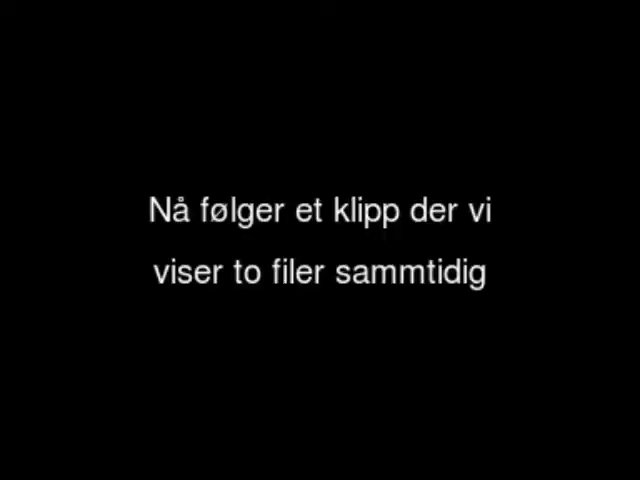 Nå følger et klipp der vi
viser to filer sammtidig